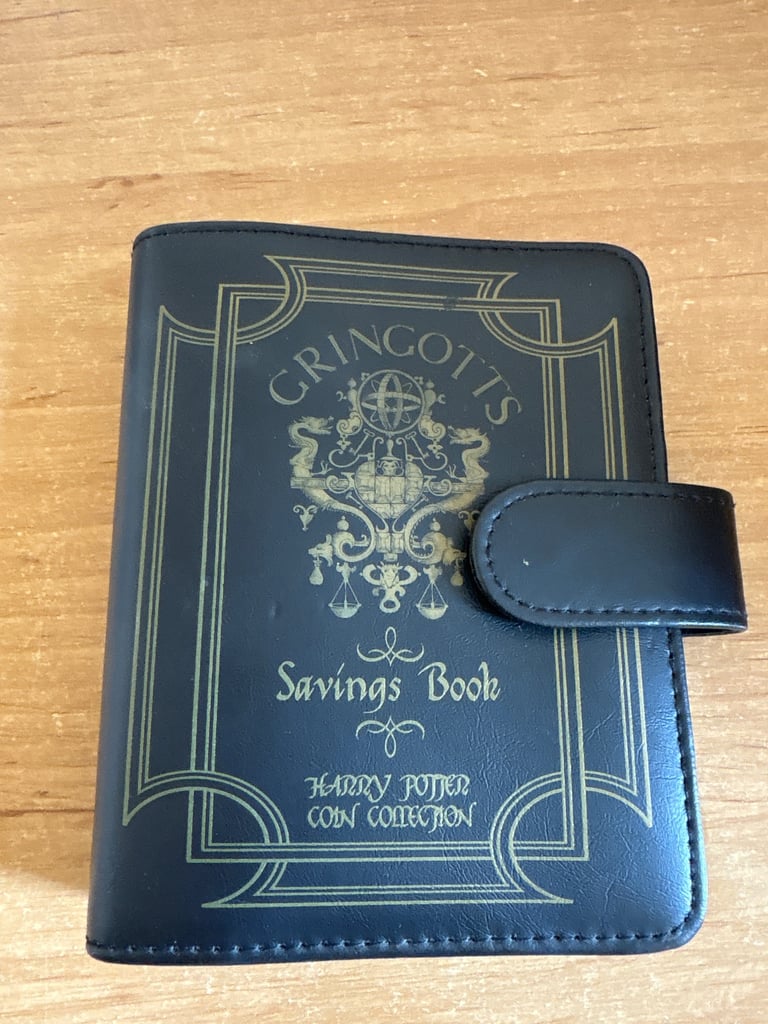 GRINGOTTS
Savings Book
HARRY POTTER
COIN COLLECTION